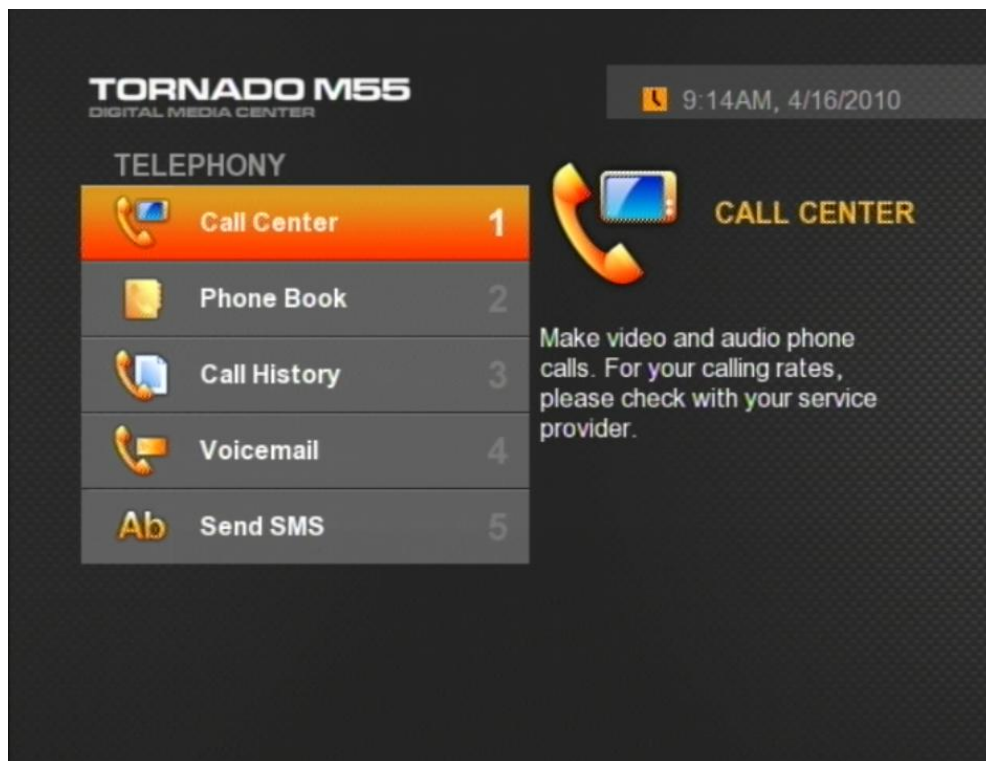 TORNADO M55
DIGITAL MEDIA CENTER
9:14AM, 4/16/2010
TELEPHONY
Call Center 1
Phone Book 2
Call History 3
Voicemail 4
Ab Send SMS 5
CALL CENTER
Make video and audio phone
calls. For your calling rates,
please check with your service
provider.